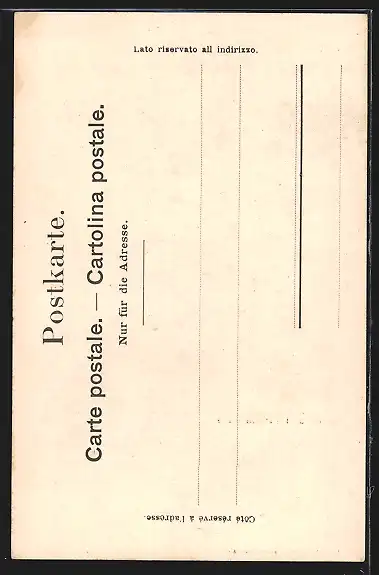 Postkarte.
Carte postale. — Cartolina postale.
Nur für die Adresse.
Lato riservato all indirizzo.
Côté réservé à l'adresse.